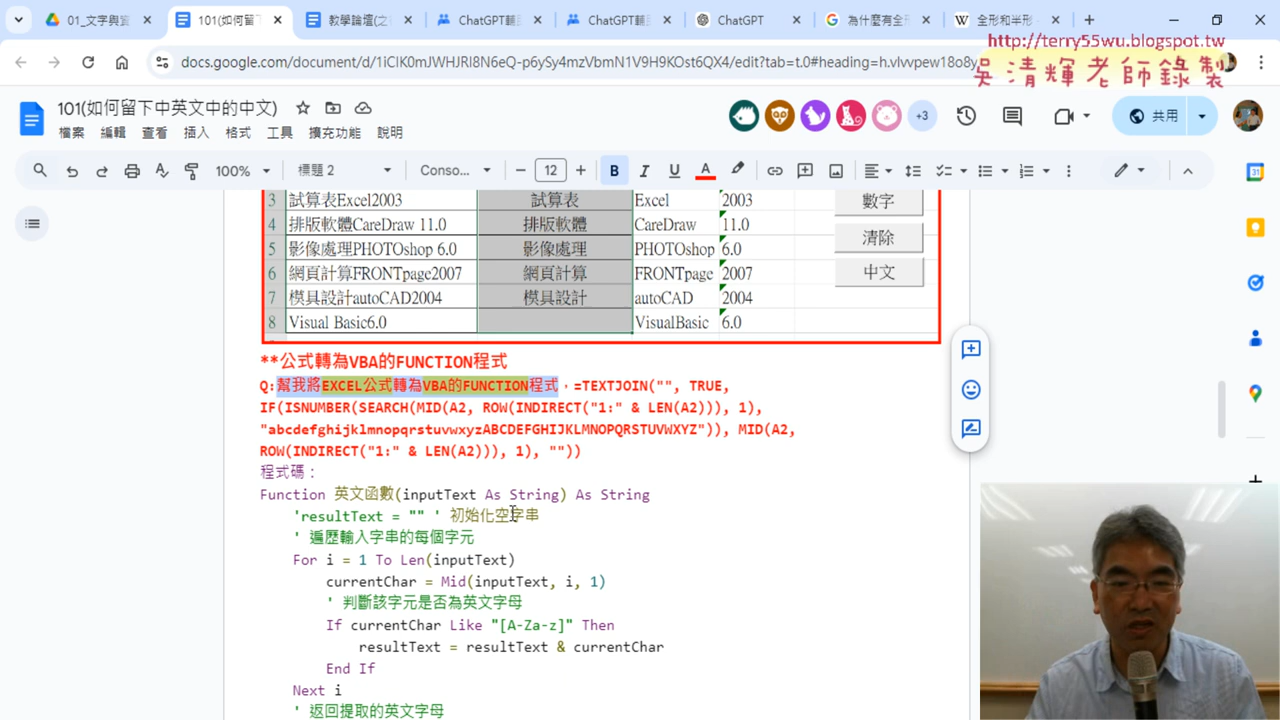 01_文字與資
101(如何留下
教學論壇(之
ChatGPT輔
ChatGPT輔
ChatGPT
為什麼有全
全形和半形
http://terry55wu.blogspot.tw
docs.google.com/document/d/1iCIK0mJWHJRI8N6eQ-p6ySy4mzVbmN1V9H9KOst6QX4/edit?tab=t.0#heading=h.vlvvpew18o8y
吳清輝老師錄製
101(如何留下中英文中的中文)
+3
共用
檔案 編輯 查看 插入 格式 工具 擴充功能 說明
100% 標題 2 Conso... 12 B I U A
3 試算表Excel2003 試算表 Excel 2003 數字
4 排版軟體CareDraw 11.0 排版軟體 CareDraw 11.0
清除
5 影像處理PHOTOshop 6.0 影像處理 PHOTOshop 6.0
6 網頁計算FRONTpage2007 網頁計算 FRONTpage 2007 中文
7 模具設計autoCAD2004 模具設計 autoCAD 2004
8 Visual Basic6.0 VisualBasic 6.0
**公式轉為VBA的FUNCTION程式
Q:幫我將EXCEL公式轉為VBA的FUNCTION程式，=TEXTJOIN("", TRUE,
IF(ISNUMBER(SEARCH(MID(A2, ROW(INDIRECT("1:" & LEN(A2))), 1),
"abcdefghijklmnopqrstuvwxyzABCDEFGHIJKLMNOPQRSTUVWXYZ")), MID(A2,
ROW(INDIRECT("1:" & LEN(A2))), 1), ""))
程式碼：
Function 英文函數(inputText As String) As String
'resultText = "" ' 初始化空字串
' 遍歷輸入字串的每個字元
For i = 1 To Len(inputText)
currentChar = Mid(inputText, i, 1)
' 判斷該字元是否為英文字母
If currentChar Like "[A-Za-z]" Then
resultText = resultText & currentChar
End If
Next i
' 返回提取的英文字母